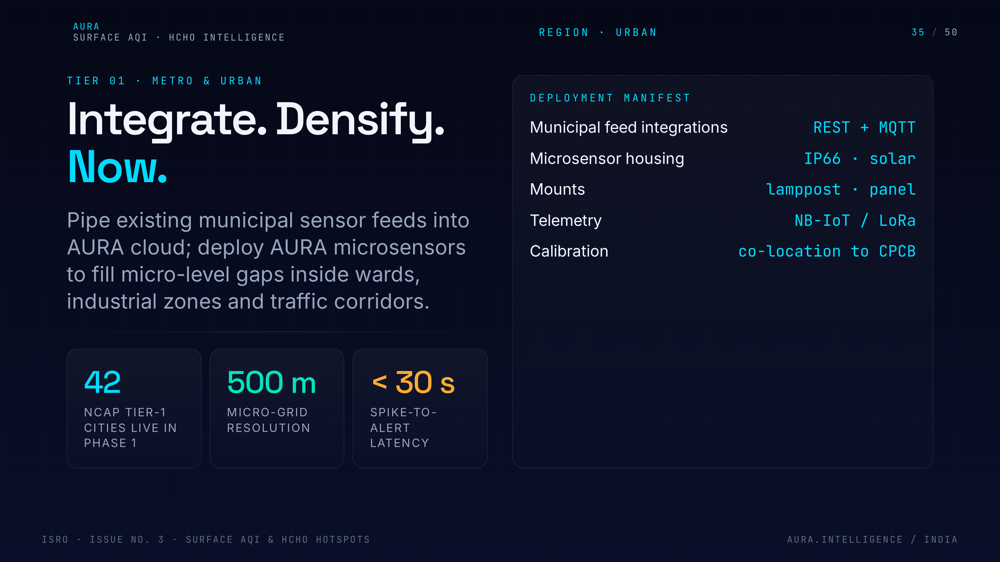 AURA
SURFACE AQI · HCHO INTELLIGENCE
REGION · URBAN
35 / 50
TIER 01 · METRO & URBAN
Integrate. Densify.
Now.
Pipe existing municipal sensor feeds into
AURA cloud; deploy AURA microsensors
to fill micro-level gaps inside wards,
industrial zones and traffic corridors.
42
NCAP TIER-1
CITIES LIVE IN
PHASE 1
500 m
MICRO-GRID
RESOLUTION
< 30 s
SPIKE-TO-
ALERT
LATENCY
DEPLOYMENT MANIFEST
Municipal feed integrations REST + MQTT
Microsensor housing IP66 · solar
Mounts lamppost · panel
Telemetry NB-IoT / LoRa
Calibration co-location to CPCB
ISRO · ISSUE NO. 3 · SURFACE AQI & HCHO HOTSPOTS
AURA.INTELLIGENCE / INDIA